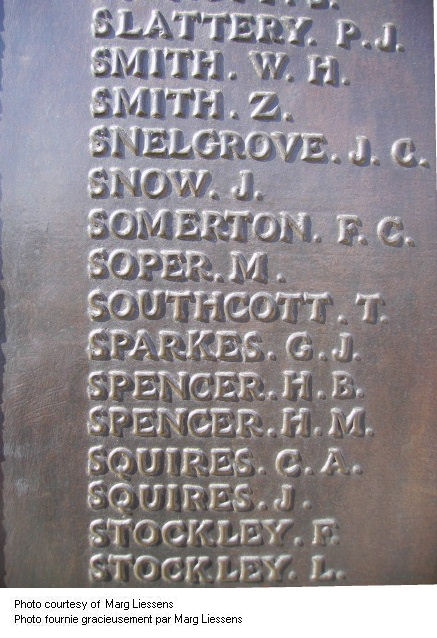 SLATTERY. P.J.
SMITH. W. H.
SMITH. Z.
SNELGROVE. J. C.
SNOW. J.
SOMERTON. F. C.
SOPER. M.
SOUTHCOTT. T.
SPARKES. G. J.
SPENCER. H. B.
SPENCER. H. M.
SQUIRES. C. A.
SQUIRES. J.
STOCKLEY. F.
STOCKLEY. L.
Photo courtesy of Marg Liessens
Photo fournie gracieusement par Marg Liessens